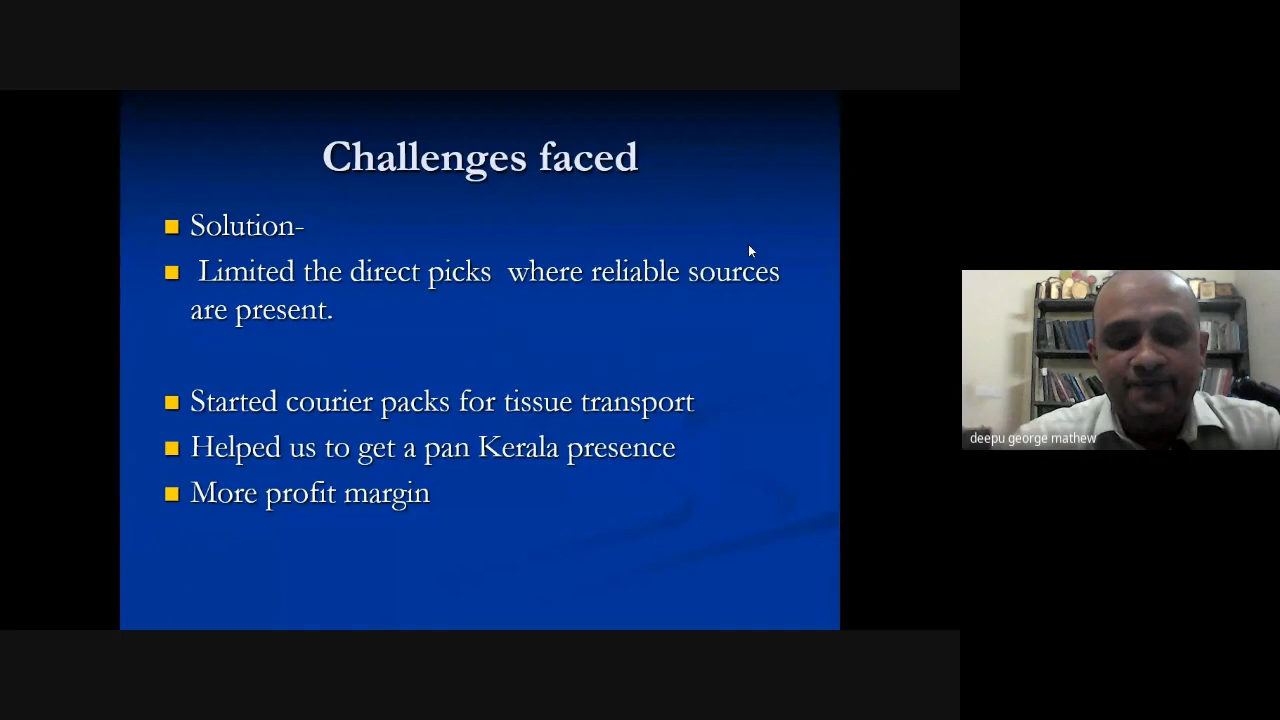 Challenges faced
Solution-
Limited the direct picks where reliable sources
are present.
Started courier packs for tissue transport
Helped us to get a pan Kerala presence
More profit margin
deepu george mathew